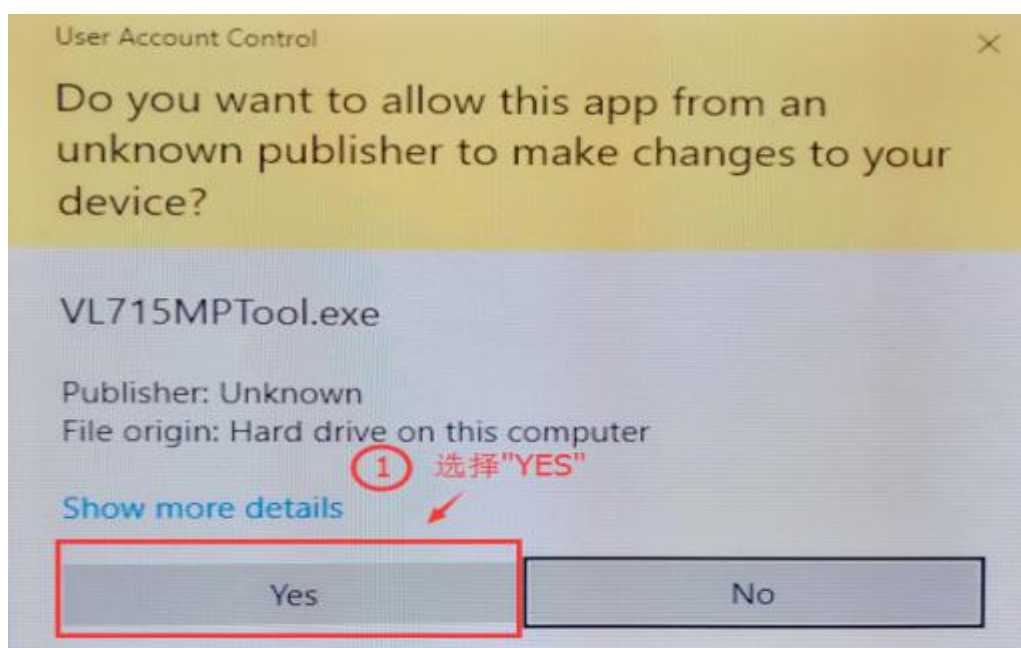 User Account Control
Do you want to allow this app from an
unknown publisher to make changes to your
device?
VL715MPTool.exe
Publisher: Unknown
File origin: Hard drive on this computer
① 选择"YES"
Show more details
Yes
No